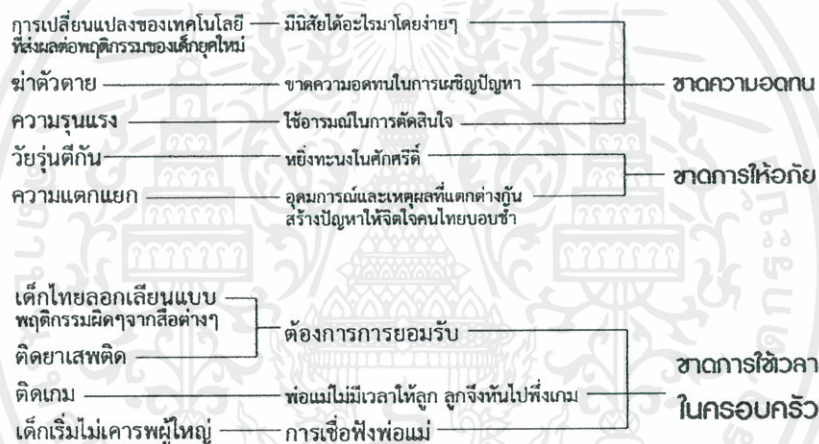 การเปลี่ยนแปลงของเทคโนโลยี มีนิสัยได้อะไรมาโดยง่ายๆ
ที่ส่งผลต่อพฤติกรรมของเด็กยุคใหม่
ฆ่าตัวตาย ขาดความอดทนในการเผชิญปัญหา ขาดความอดทน
ความรุนแรง ใช้อารมณ์ในการตัดสินใจ
วัยรุ่นตีกัน หยิ่งทะนงในศักศรีดิ์
ขาดการให้อภัย
ความแตกแยก อุดมการณ์และเหตุผลที่แตกต่างกัน
สร้างปัญหาให้จิตใจคนไทยบอบช้ำ
เด็กไทยลอกเลียนแบบ
พฤติกรรมผิดๆจากสื่อต่างๆ
ต้องการการยอมรับ
ติดยาเสพติด
ขาดการใช้เวลา
ในครอบครัว
ติดเกม พ่อแม่ไม่มีเวลาให้ลูก ลูกจึงหันไปพึ่งเกม
เด็กเริ่มไม่เคารพผู้ใหญ่ การเชื่อฟังพ่อแม่